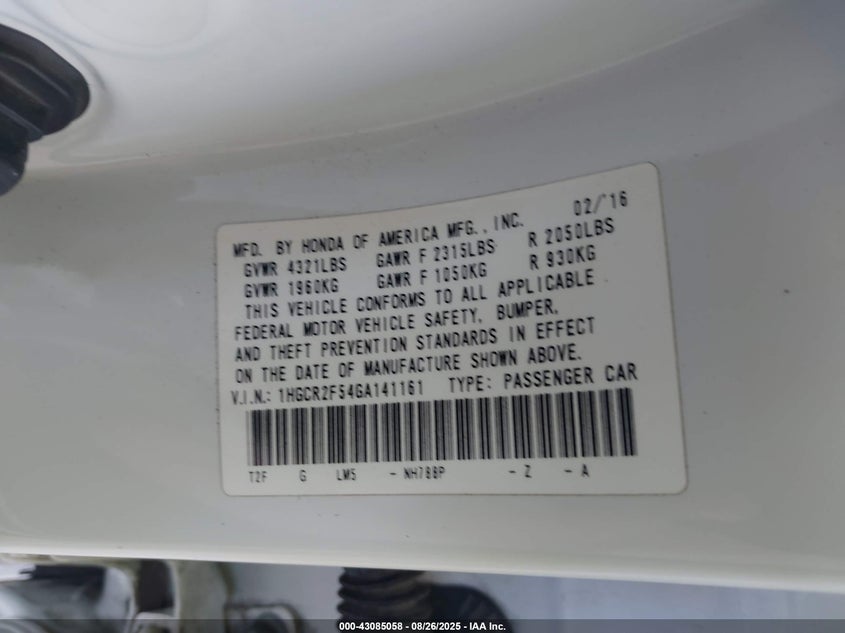 MFD. BY HONDA OF AMERICA MFG., INC. 02/'16
GVWR 4321LBS GAWR F 2315LBS R 2050LBS
GVWR 1960KG GAWR F 1050KG R 930KG
THIS VEHICLE CONFORMS TO ALL APPLICABLE
FEDERAL MOTOR VEHICLE SAFETY, BUMPER,
AND THEFT PREVENTION STANDARDS IN EFFECT
ON THE DATE OF MANUFACTURE SHOWN ABOVE.
V.I.N.: 1HGCR2F54GA141161 TYPE: PASSENGER CAR
T2F G LM5 - NH788P - Z - A
000-43085058 - 08/26/2025 - IAA Inc.